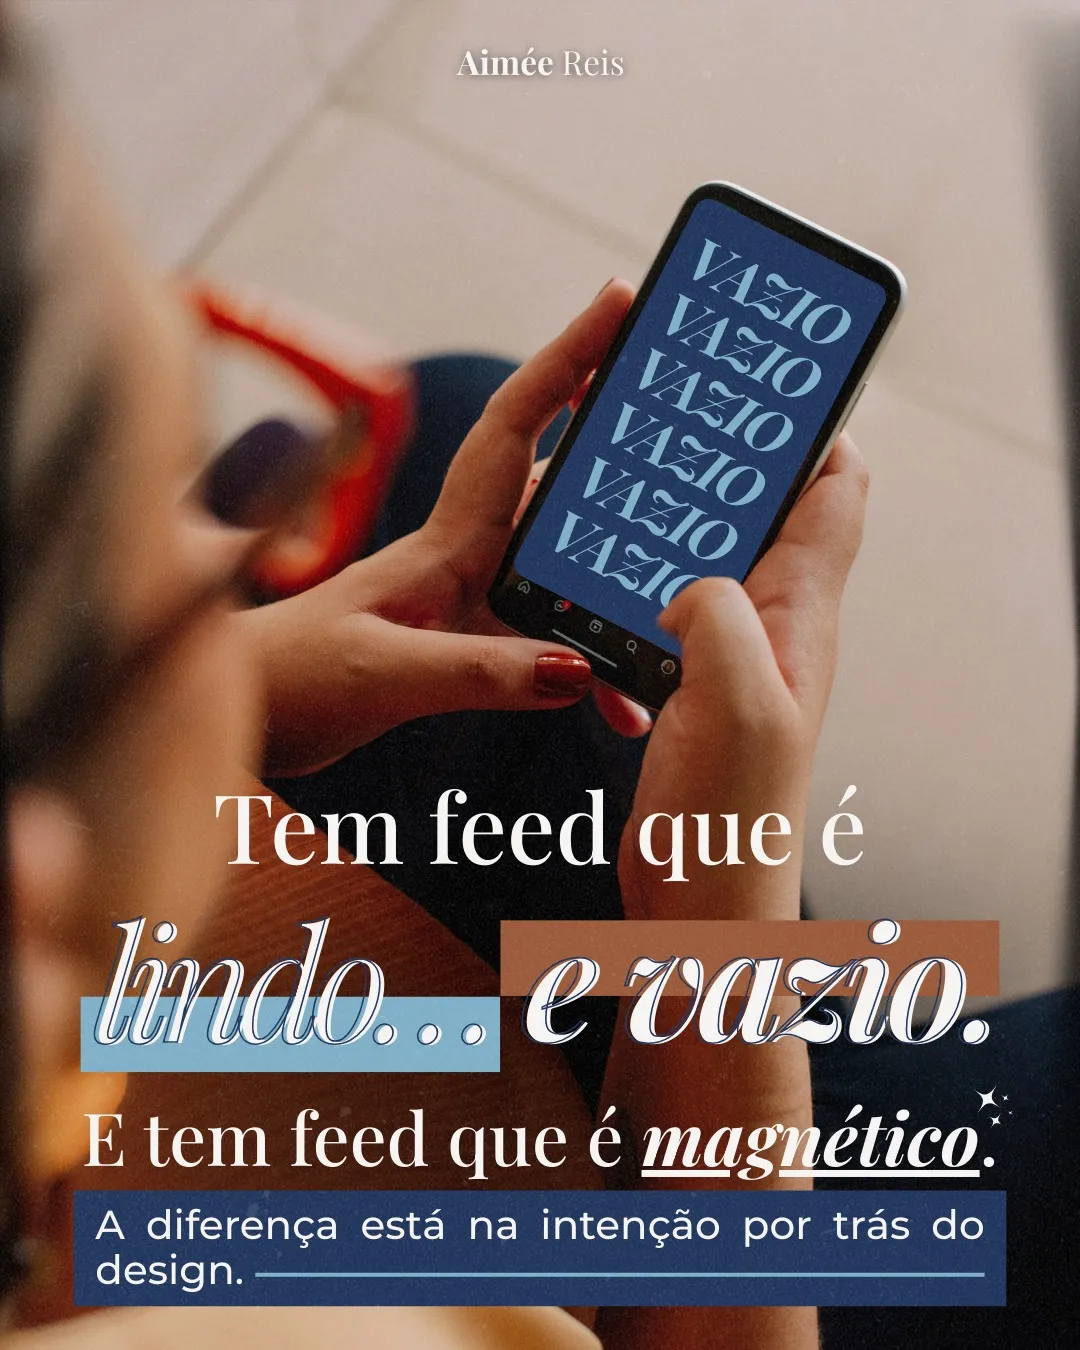 Aimée Reis
VAZIO
VAZIO
VAZIO
VAZIO
VAZIO
VAZIO
Tem feed que é
lindo... e vazio.
E tem feed que é magnético.
A diferença está na intenção por trás do
design.